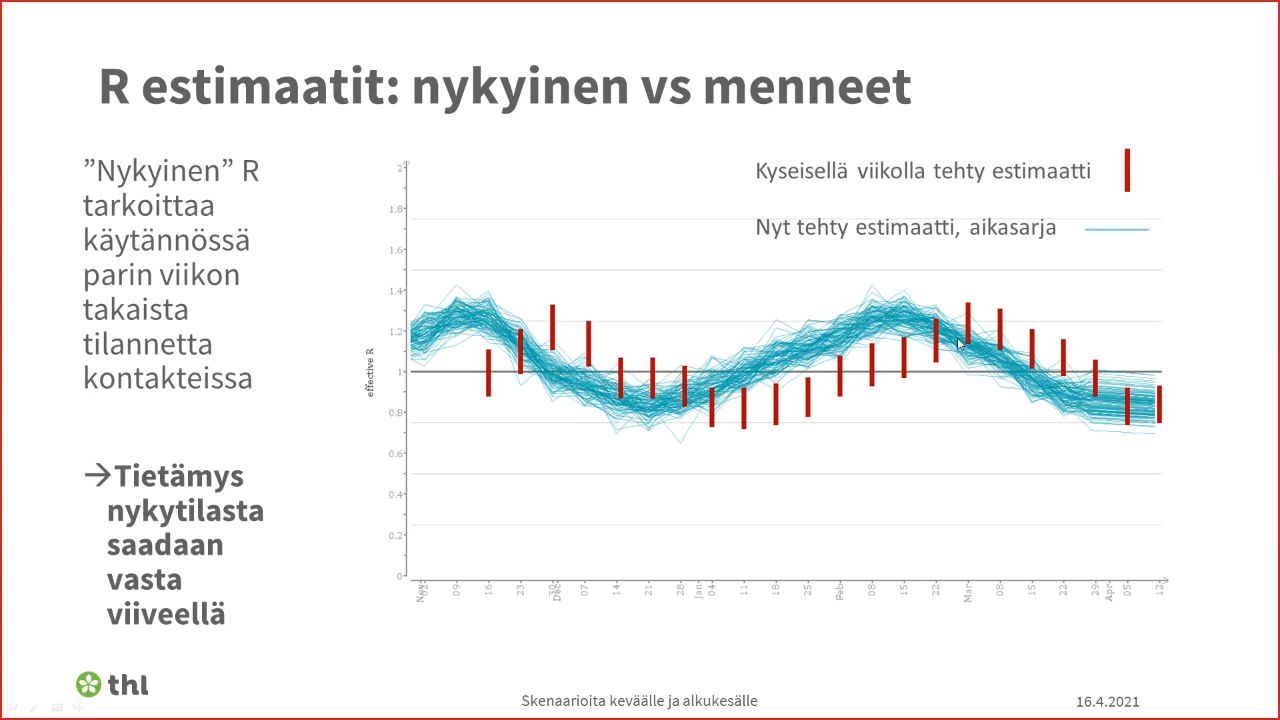 R estimaatit: nykyinen vs menneet
”Nykyinen” R
tarkoittaa
käytännössä
parin viikon
takaista
tilannetta
kontakteissa
→Tietämys
nykytilasta
saadaan
vasta
viiveellä
Kyseisellä viikolla tehty estimaatti
Nyt tehty estimaatti, aikasarja
effective R
2
1.8
1.6
1.4
1.2
1
0.8
0.6
0.4
0.2
0
Nov 02 09 16 23 30 Dec 07 14 21 28 Jan 04 11 18 25 Feb 08 15 22 Mar 08 15 22 29 Apr 05 12
thl
Skenaarioita keväälle ja alkukesälle
16.4.2021